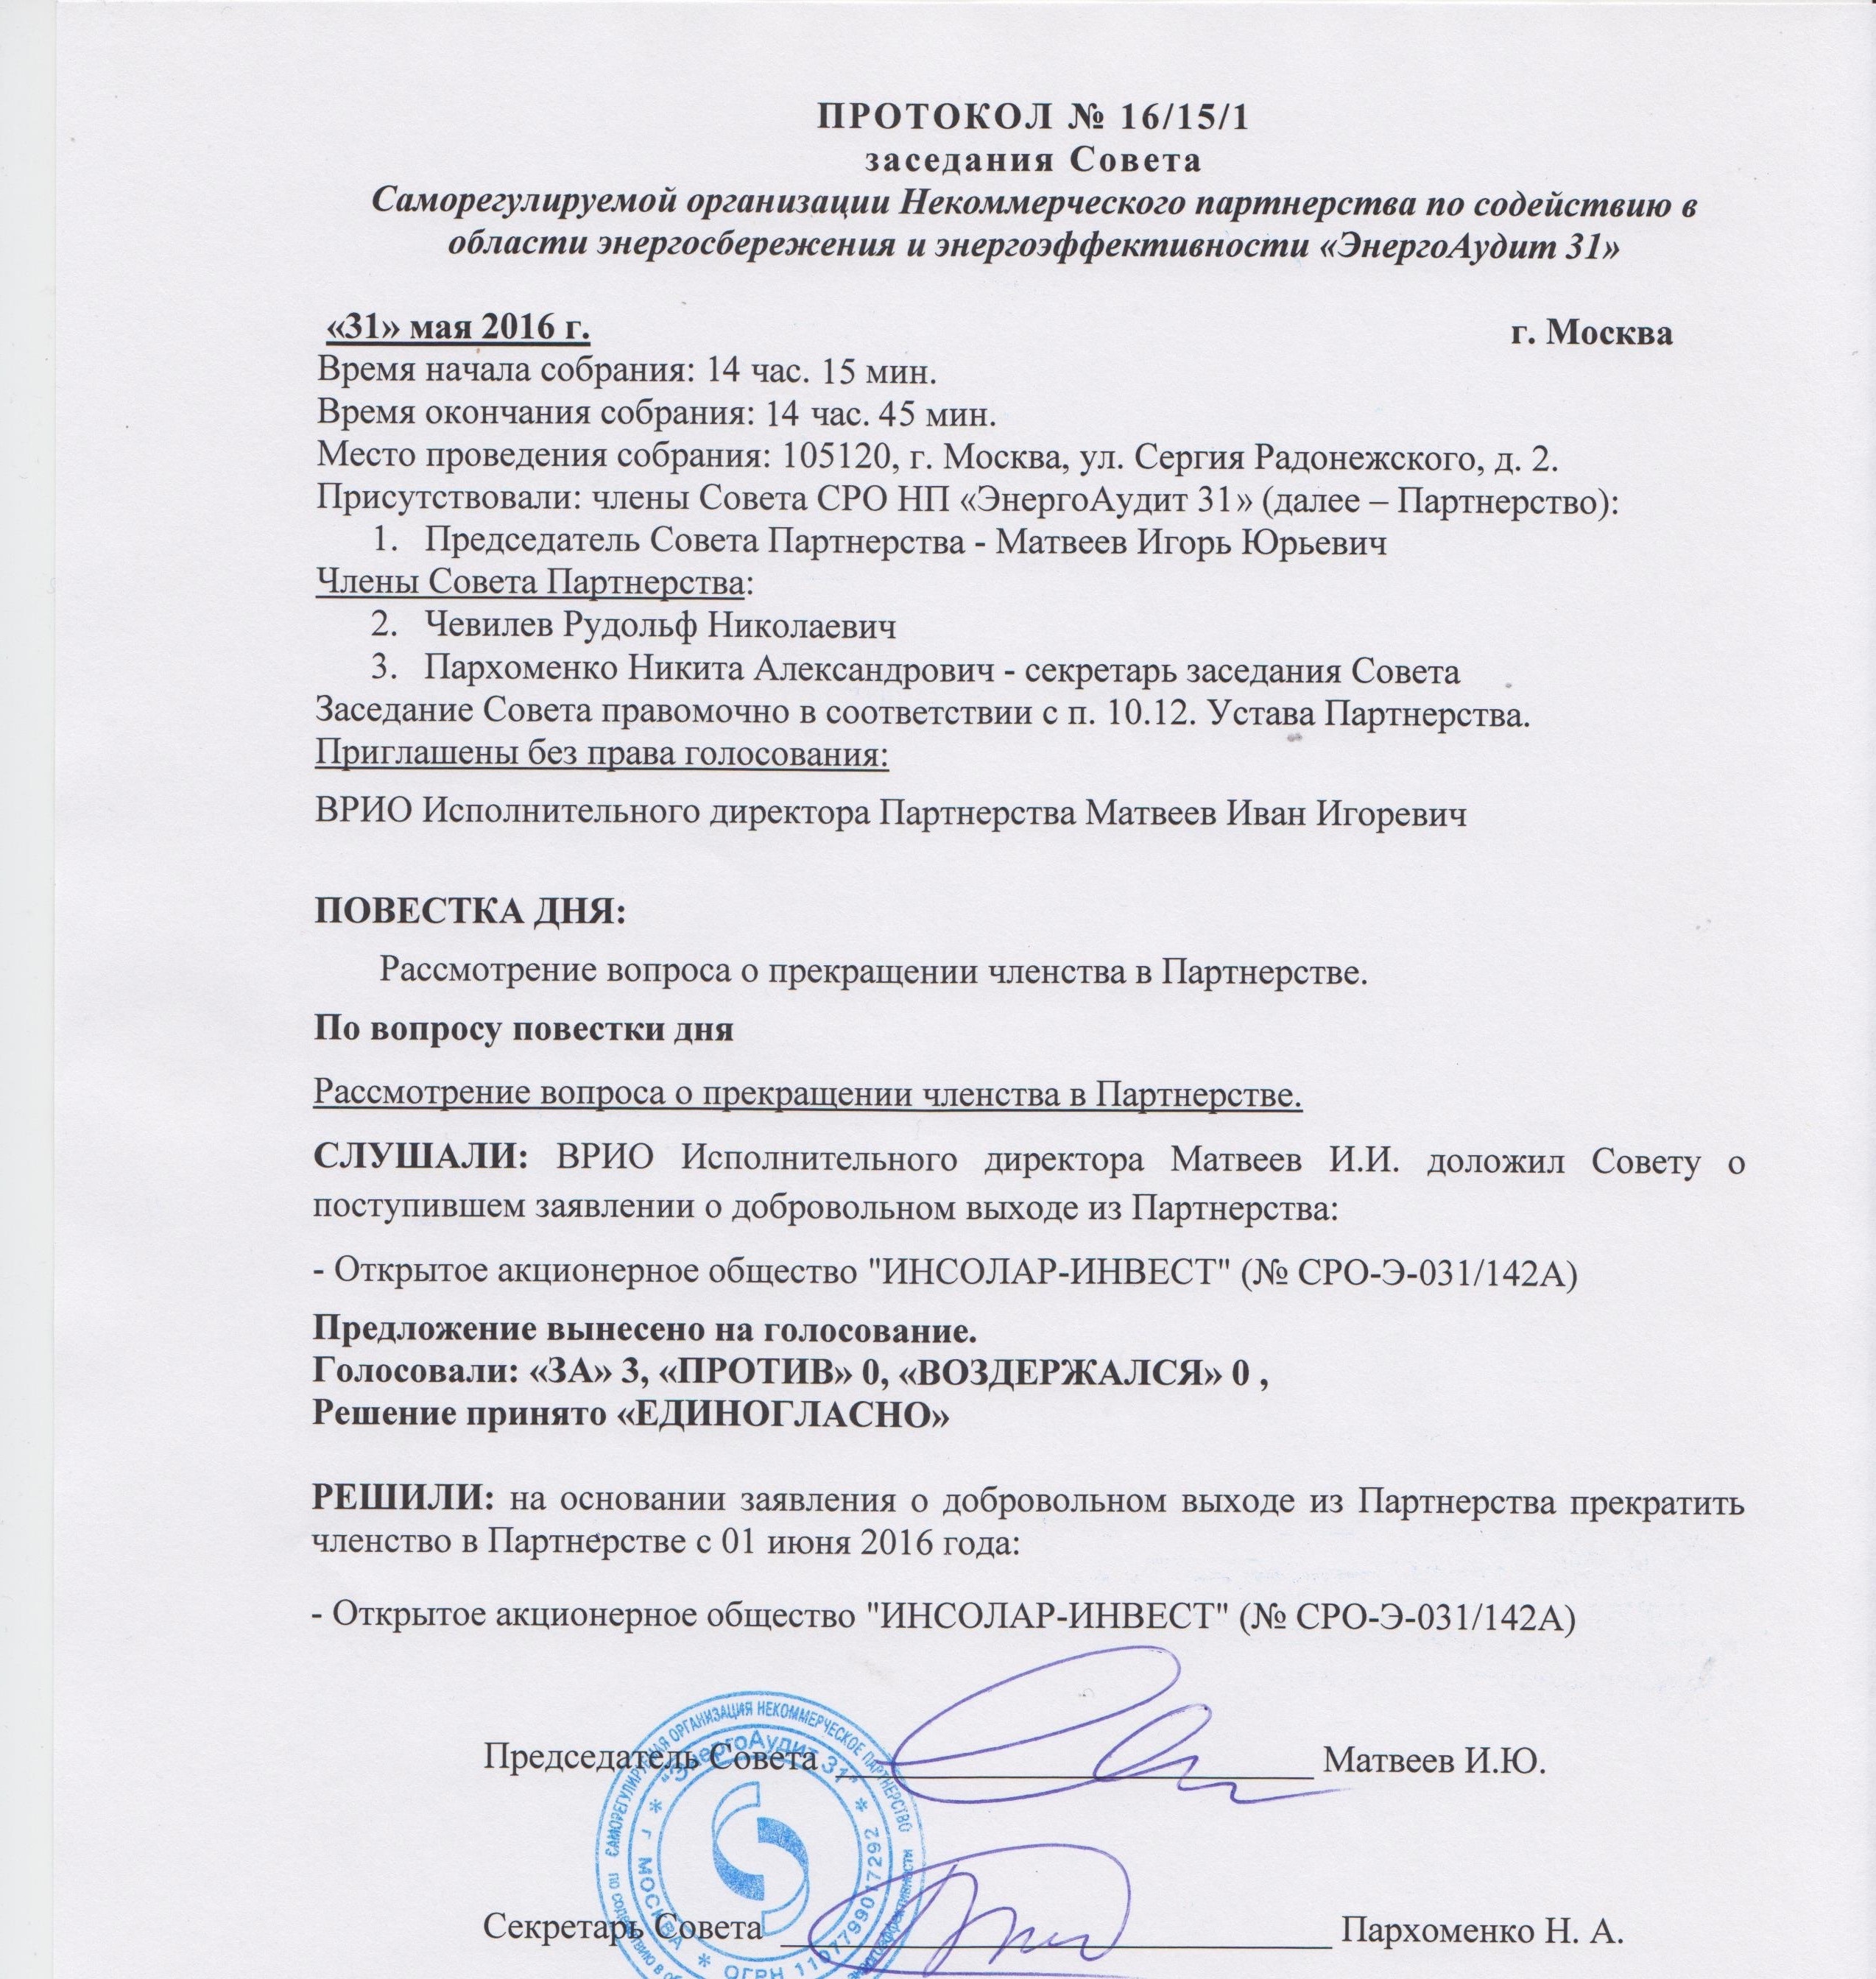 ПРОТОКОЛ № 16/15/1
заседания Совета
Саморегулируемой организации Некоммерческого партнерства по содействию в
области энергосбережения и энергоэффективности «ЭнергоАудит 31»
«31» мая 2016 г. г. Москва
Время начала собрания: 14 час. 15 мин.
Время окончания собрания: 14 час. 45 мин.
Место проведения собрания: 105120, г. Москва, ул. Сергия Радонежского, д. 2.
Присутствовали: члены Совета СРО НП «ЭнергоАудит 31» (далее – Партнерство):
1. Председатель Совета Партнерства - Матвеев Игорь Юрьевич
Члены Совета Партнерства:
2. Чевилев Рудольф Николаевич
3. Пархоменко Никита Александрович - секретарь заседания Совета
Заседание Совета правомочно в соответствии с п. 10.12. Устава Партнерства.
Приглашены без права голосования:
ВРИО Исполнительного директора Партнерства Матвеев Иван Игоревич
ПОВЕСТКА ДНЯ:
Рассмотрение вопроса о прекращении членства в Партнерстве.
По вопросу повестки дня
Рассмотрение вопроса о прекращении членства в Партнерстве.
СЛУШАЛИ: ВРИО Исполнительного директора Матвеев И.И. доложил Совету о
поступившем заявлении о добровольном выходе из Партнерства:
- Открытое акционерное общество "ИНСОЛАР-ИНВЕСТ" (№ СРО-Э-031/142А)
Предложение вынесено на голосование.
Голосовали: «ЗА» 3, «ПРОТИВ» 0, «ВОЗДЕРЖАЛСЯ» 0 ,
Решение принято «ЕДИНОГЛАСНО»
РЕШИЛИ: на основании заявления о добровольном выходе из Партнерства прекратить
членство в Партнерстве с 01 июня 2016 года:
- Открытое акционерное общество "ИНСОЛАР-ИНВЕСТ" (№ СРО-Э-031/142А)
Председатель Совета Матвеев И.Ю.
Секретарь Совета Пархоменко Н. А.
САМОРЕГУЛИРУЕМАЯ ОРГАНИЗАЦИЯ НЕКОММЕРЧЕСКОЕ ПАРТНЕРСТВО
по содействию в энергоэффективности
"ЭнергоАудит 31"
г МОСКВА * ОГРН 1107799017292